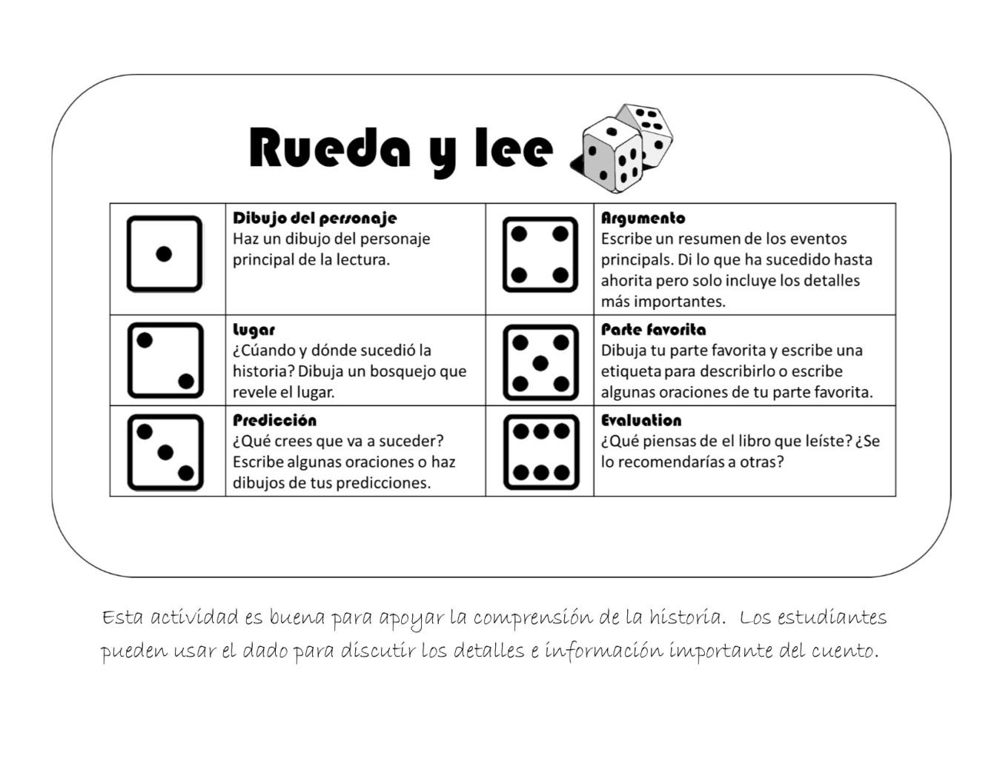 Rueda y lee
Dibujo del personaje
Haz un dibujo del personaje
principal de la lectura.
Argumento
Escribe un resumen de los eventos
principals. Di lo que ha sucedido hasta
ahorita pero solo incluye los detalles
más importantes.
Lugar
¿Cúando y dónde sucedió la
historia? Dibuja un bosquejo que
revele el lugar.
Parte favorita
Dibuja tu parte favorita y escribe una
etiqueta para describirlo o escribe
algunas oraciones de tu parte favorita.
Predicción
¿Qué crees que va a suceder?
Escribe algunas oraciones o haz
dibujos de tus predicciones.
Evaluation
¿Qué piensas de el libro que leíste? ¿Se
lo recomendarías a otras?
Esta actividad es buena para apoyar la comprensión de la historia. Los estudiantes
pueden usar el dado para discutir los detalles e información importante del cuento.